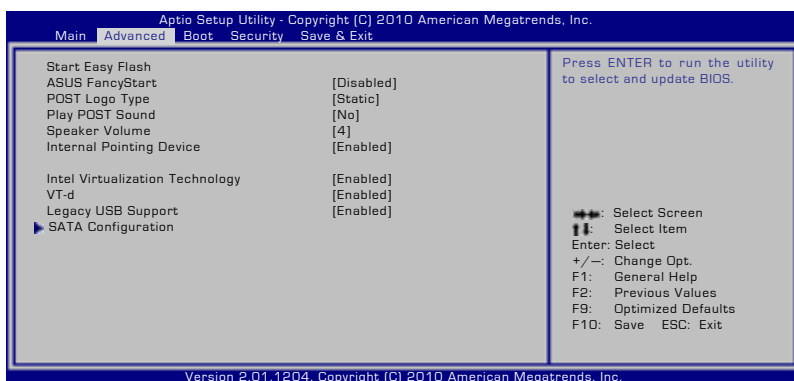 Aptio Setup Utility - Copyright (C) 2010 American Megatrends, Inc.
Main Advanced Boot Security Save & Exit
Start Easy Flash
ASUS FancyStart [Disabled]
POST Logo Type [Static]
Play POST Sound [No]
Speaker Volume [4]
Internal Pointing Device [Enabled]
Intel Virtualization Technology [Enabled]
VT-d [Enabled]
Legacy USB Support [Enabled]
SATA Configuration
Press ENTER to run the utility
to select and update BIOS.
→←: Select Screen
↑↓: Select Item
Enter: Select
+/—: Change Opt.
F1: General Help
F2: Previous Values
F9: Optimized Defaults
F10: Save ESC: Exit
Version 2.01.1204. Copyright (C) 2010 American Megatrends, Inc.